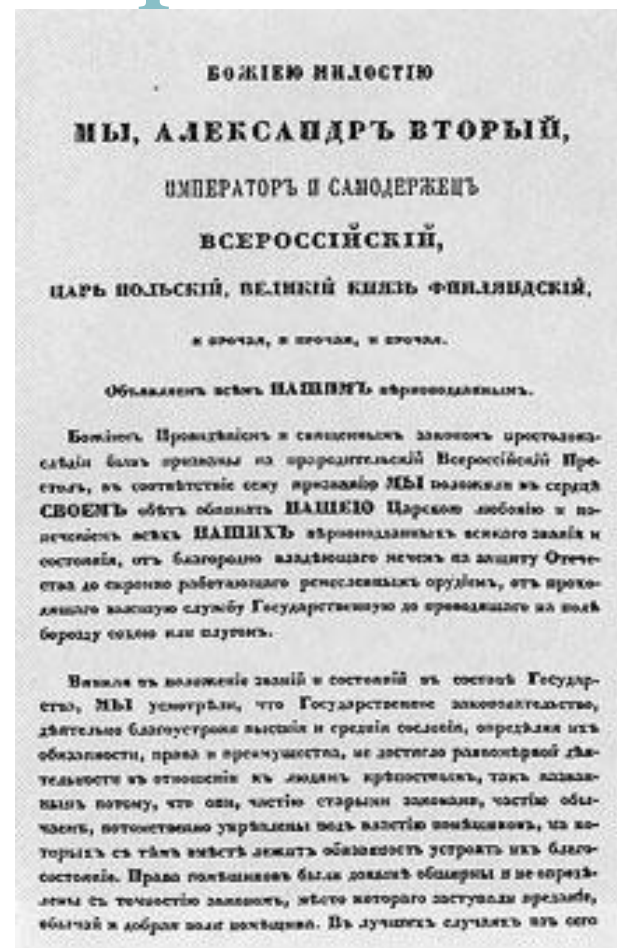 БОЖІЕЮ МИЛОСТІЮ
МЫ, АЛЕКСАНДРЪ ВТОРЫЙ,
ИМПЕРАТОРЪ И САМОДЕРЖЕЦЪ
ВСЕРОССІЙСКІЙ,
ЦАРЬ ПОЛЬСКІЙ, ВЕЛИКІЙ КНЯЗЬ ФИНЛЯНДСКІЙ,
и прочая, и прочая, и прочая.
Объявляемъ всѣмъ НАШИМЪ вѣрноподданнымъ.
Божіимъ Провидѣніемъ и священнымъ закономъ престолона-
слѣдія бывъ призваны на прародительскій Всероссійскій Пре-
столъ, въ соотвѣтствіе сему призванію МЫ положили въ сердцѣ
СВОЕМЪ обѣтъ обнимать НАШЕЮ Царскою любовію и по-
печеніемъ всѣхъ НАШИХЪ вѣрноподданныхъ всякаго званія и
состоянія, отъ благородно владѣющаго мечемъ на защиту Отече-
ства до скромно работающаго ремесленнымъ орудіемъ, отъ прохо-
дящаго высшую службу Государственную до проводящаго на полѣ
борозду сохою или плугомъ.
Вникая въ положеніе званій и состояній въ составѣ Государ-
ства, МЫ усмотрѣли, что Государственное законодательство,
дѣятельно благоустрояя высшія и среднія сословія, опредѣляя ихъ
обязанности, права и преимущества, не достигло равномѣрной дѣя-
тельности въ отношеніи къ людямъ крѣпостнымъ, такъ назван-
нымъ потому, что они, частію старыми законами, частію обы-
чаемъ, потомственно укрѣплены подъ властію помѣщиковъ, на ко-
торыхъ съ тѣмъ вмѣстѣ лежитъ обязанность устроять ихъ благо-
состояніе. Права помѣщиковъ были донынѣ обширны и не опредѣ-
лены съ точностію закономъ, мѣсто котораго заступали преданіе,
обычай и добрая воля помѣщика. Въ лучшихъ случаяхъ изъ сего